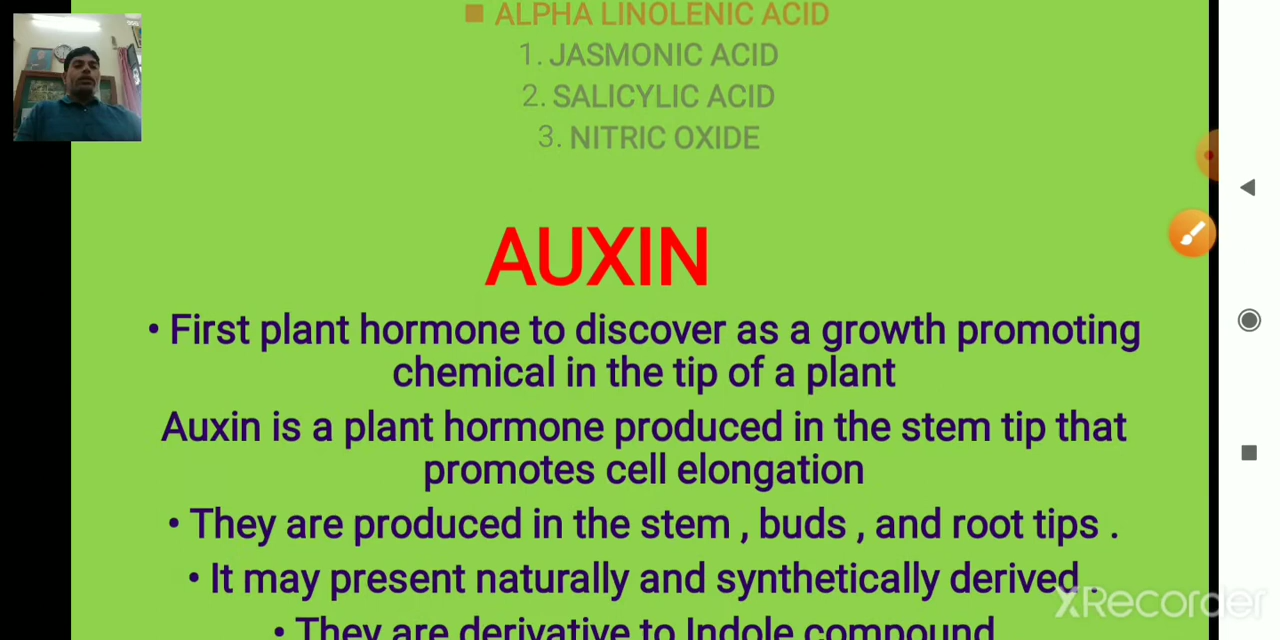 ■ ALPHA LINOLENIC ACID
1. JASMONIC ACID
2. SALICYLIC ACID
3. NITRIC OXIDE
AUXIN
• First plant hormone to discover as a growth promoting
chemical in the tip of a plant
Auxin is a plant hormone produced in the stem tip that
promotes cell elongation
• They are produced in the stem , buds , and root tips .
• It may present naturally and synthetically derived .
• They are derivative to Indole compound
XRecorder